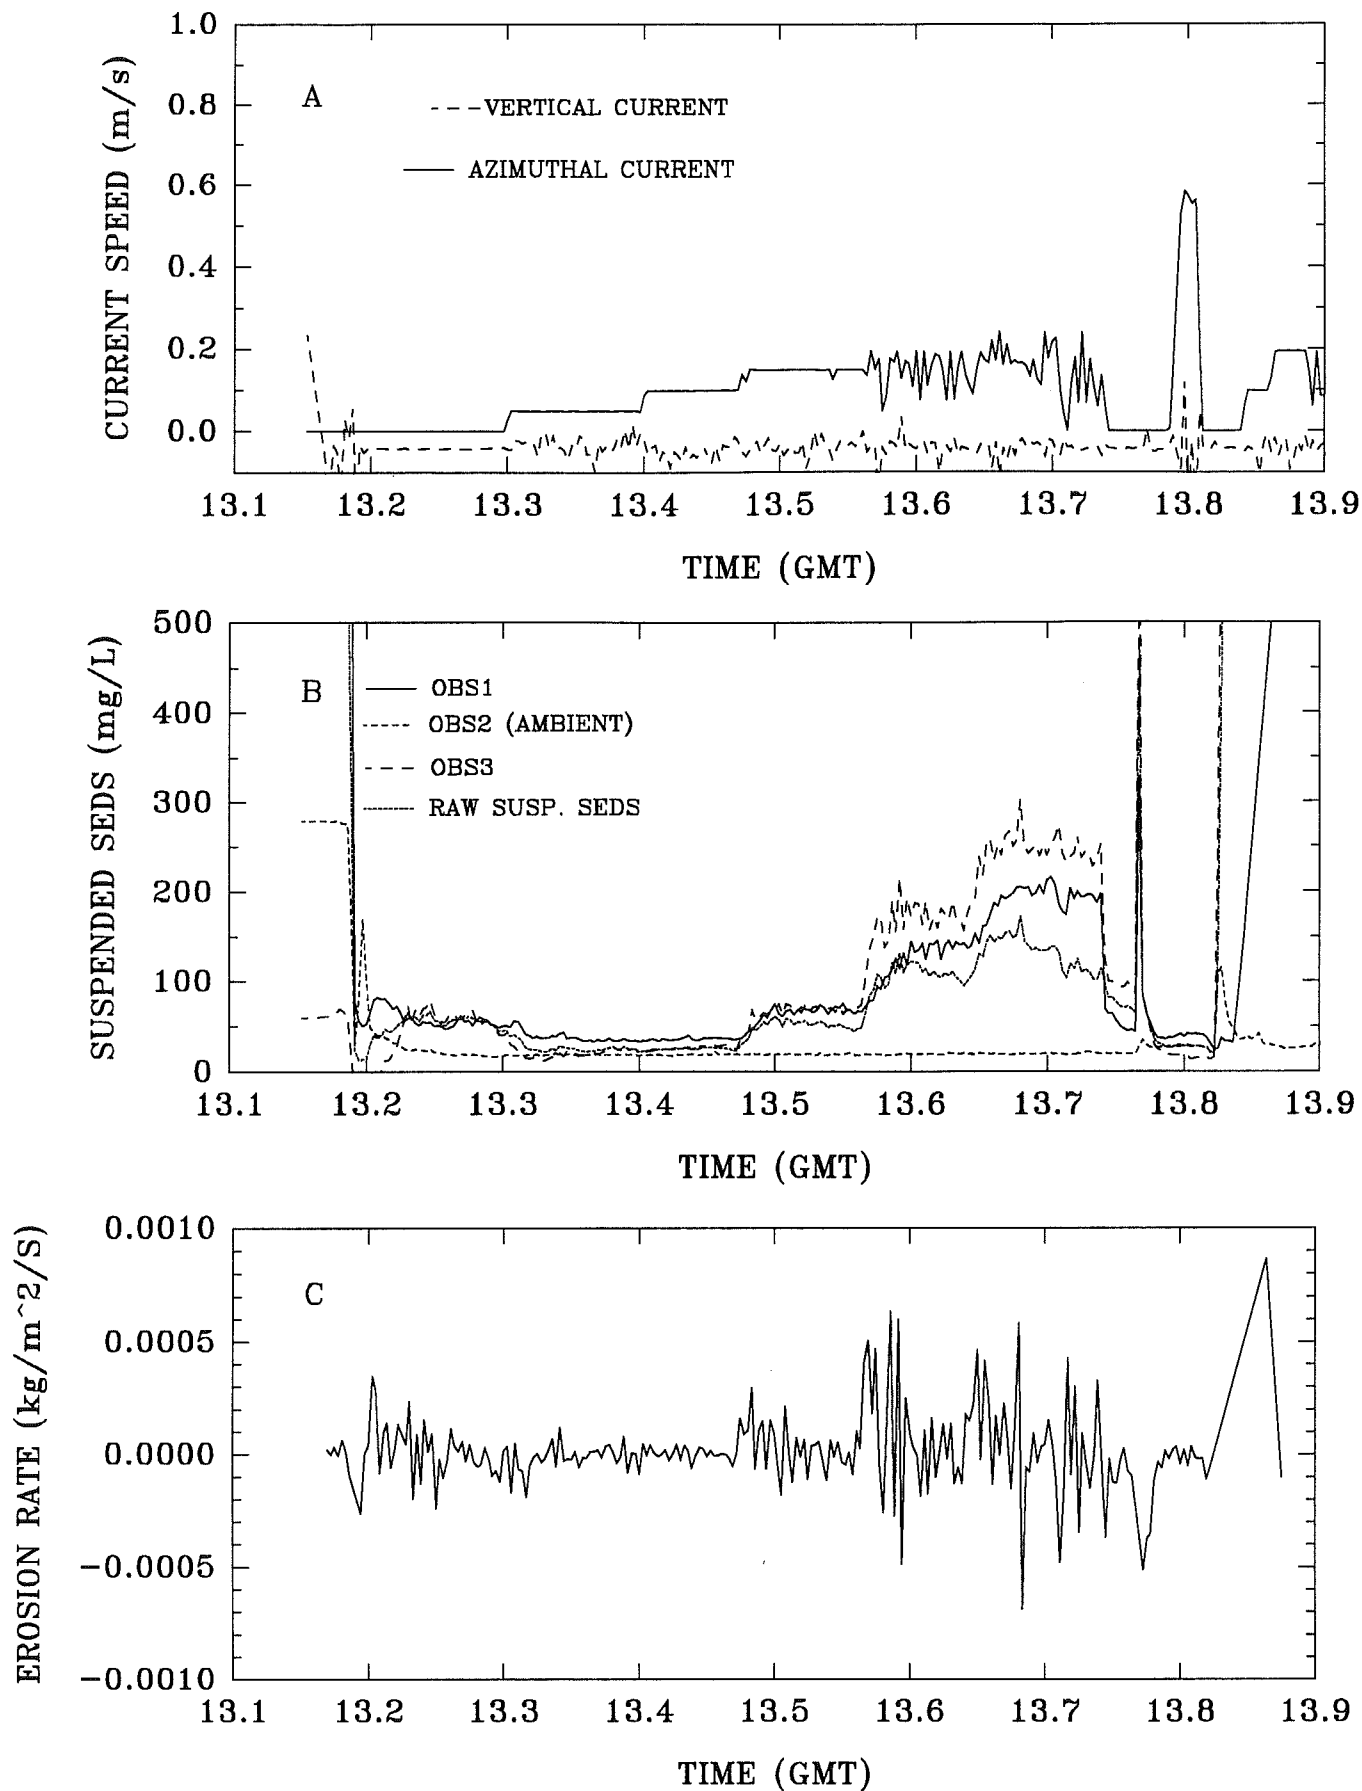 1.0
0.8
0.6
0.4
0.2
0.0
CURRENT SPEED (m/s)
A
- - - VERTICAL CURRENT
—— AZIMUTHAL CURRENT
13.1 13.2 13.3 13.4 13.5 13.6 13.7 13.8 13.9
TIME (GMT)
500
400
300
200
100
0
SUSPENDED SEDS (mg/L)
B
OBS1
OBS2 (AMBIENT)
OBS3
RAW SUSP. SEDS
13.1 13.2 13.3 13.4 13.5 13.6 13.7 13.8 13.9
TIME (GMT)
0.0010
0.0005
0.0000
-0.0005
-0.0010
EROSION RATE (kg/m^2/S)
C
13.1 13.2 13.3 13.4 13.5 13.6 13.7 13.8 13.9
TIME (GMT)